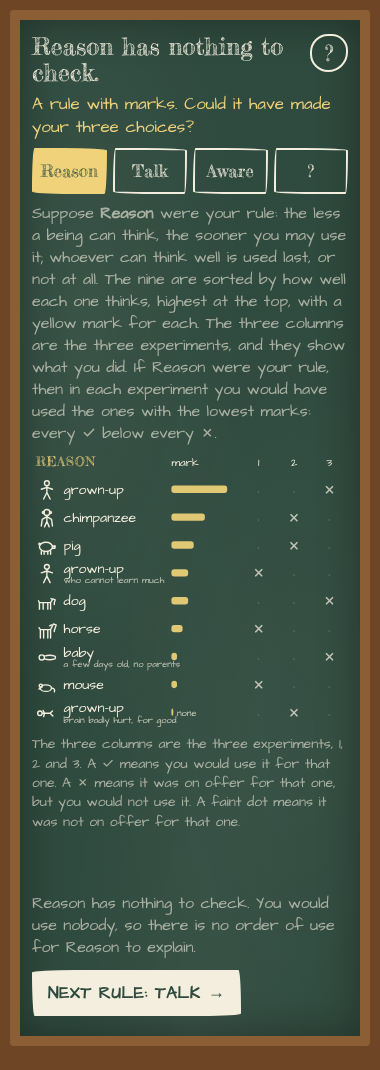 Reason has nothing to
check.
?
A rule with marks. Could it have made
your three choices?
Reason
Talk
Aware
?
Suppose Reason were your rule: the less
a being can think, the sooner you may use
it; whoever can think well is used last, or
not at all. The nine are sorted by how well
each one thinks, highest at the top, with a
yellow mark for each. The three columns
are the three experiments, and they show
what you did. If Reason were your rule,
then in each experiment you would have
used the ones with the lowest marks:
every ✓ below every ×.
REASON mark 1 2 3
grown-up ×
chimpanzee ×
pig ×
grown-up ×
who cannot learn much
dog ×
horse ×
baby ×
a few days old, no parents
mouse ×
grown-up none ×
brain badly hurt, for good
The three columns are the three experiments, 1,
2 and 3. A ✓ means you would use it for that
one. A × means it was on offer for that one,
but you would not use it. A faint dot means it
was not on offer for that one.
Reason has nothing to check. You would
use nobody, so there is no order of use
for Reason to explain.
NEXT RULE: TALK →